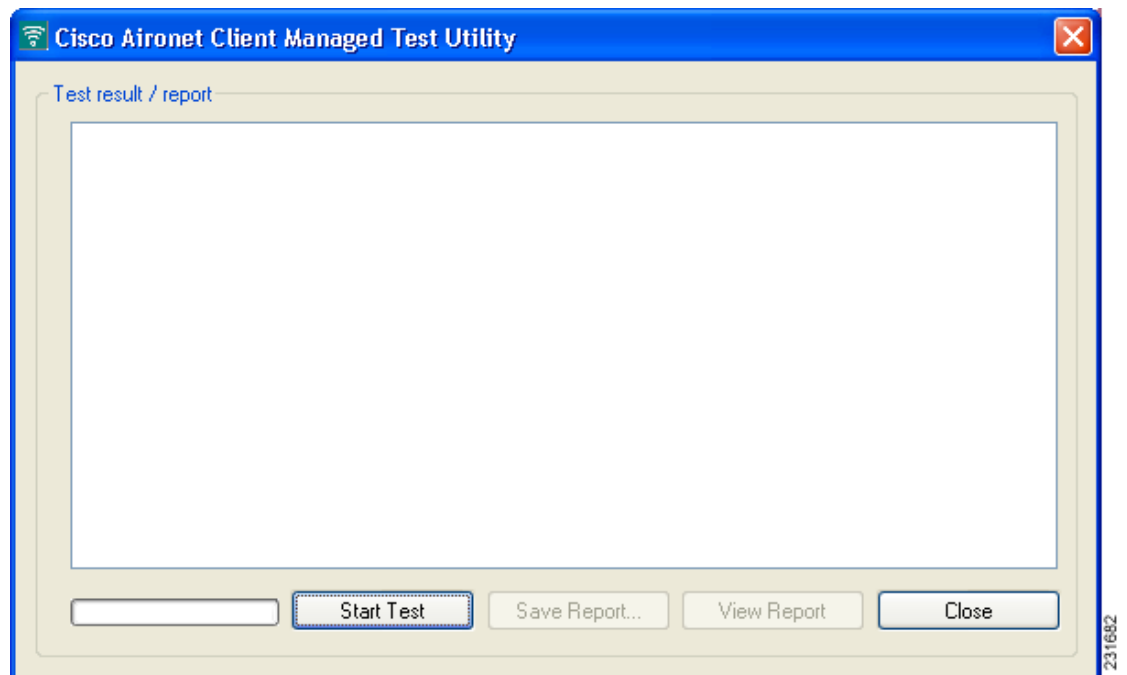 Cisco Aironet Client Managed Test Utility
Test result / report
Start Test
Save Report...
View Report
Close
231682